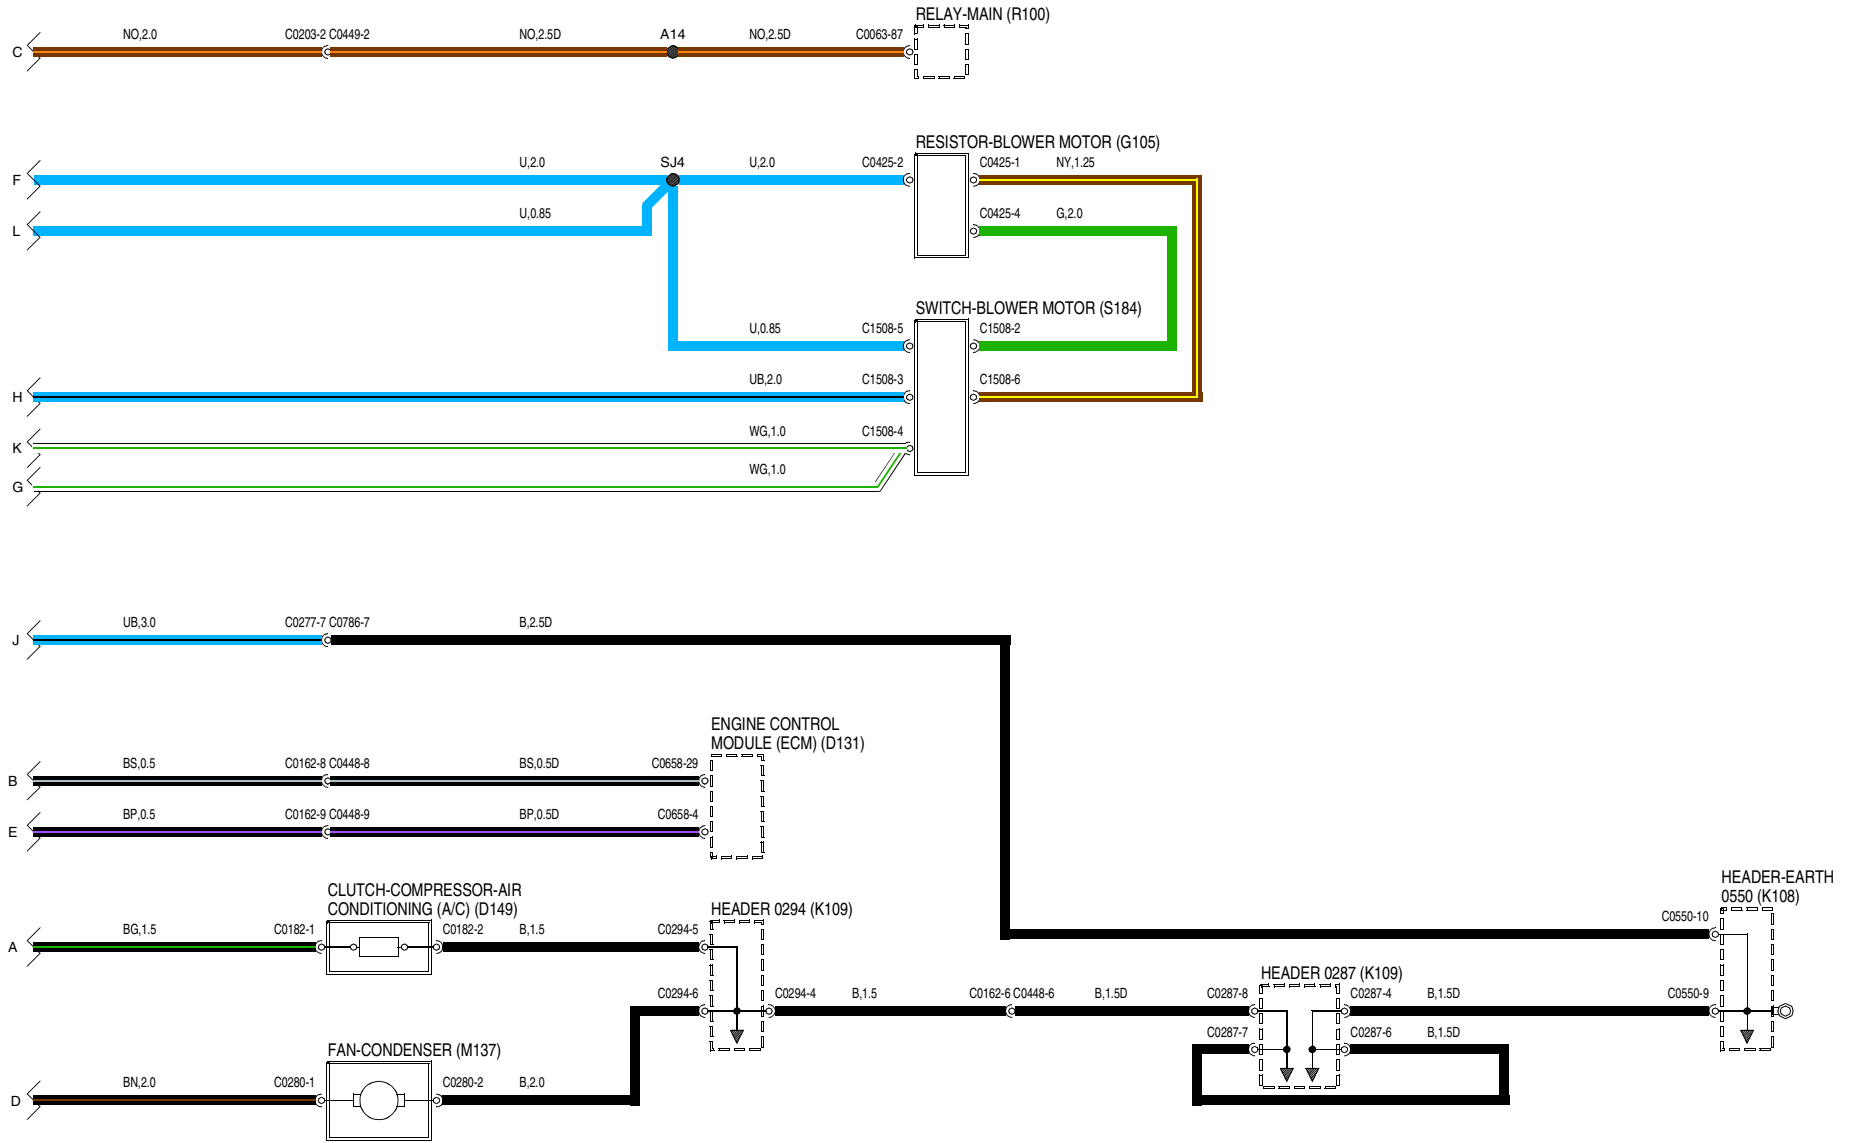 RELAY-MAIN (R100)
C NO,2.0 C0203-2 C0449-2 NO,2.5D A14 NO,2.5D C0063-87
RESISTOR-BLOWER MOTOR (G105)
F U,2.0 SJ4 U,2.0 C0425-2 C0425-1 NY,1.25
L U,0.85 C0425-4 G,2.0
SWITCH-BLOWER MOTOR (S184)
U,0.85 C1508-5 C1508-2
H UB,2.0 C1508-3 C1508-6
K WG,1.0 C1508-4
G WG,1.0
J UB,3.0 C0277-7 C0786-7 B,2.5D
ENGINE CONTROL
MODULE (ECM) (D131)
B BS,0.5 C0162-8 C0448-8 BS,0.5D C0658-29
E BP,0.5 C0162-9 C0448-9 BP,0.5D C0658-4
HEADER-EARTH
0550 (K108)
CLUTCH-COMPRESSOR-AIR
CONDITIONING (A/C) (D149)
HEADER 0294 (K109)
C0550-10
A BG,1.5 C0182-1 C0182-2 B,1.5 C0294-5
HEADER 0287 (K109)
C0294-6 C0294-4 B,1.5 C0162-6 C0448-6 B,1.5D C0287-8 C0287-4 B,1.5D C0550-9
C0287-7 C0287-6 B,1.5D
FAN-CONDENSER (M137)
D BN,2.0 C0280-1 C0280-2 B,2.0